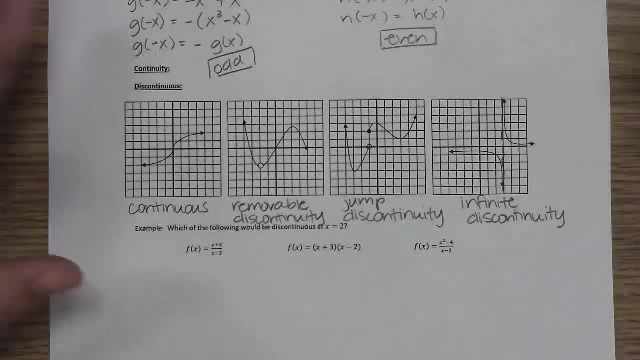 g(-x) = -x³ + x
g(-x) = -(x³-x)
n(-x) = h(x)
g(-x) = - g(x)
odd
even
Continuity:
Discontinuous:
continuous
removable discontinuity
jump discontinuity
infinite discontinuity
Example: Which of the following would be discontinuous at x = 2?
f(x) = (x+3)/(x-2)
f(x) = (x + 3)(x − 2)
f(x) = (x²-4)/(x-2)